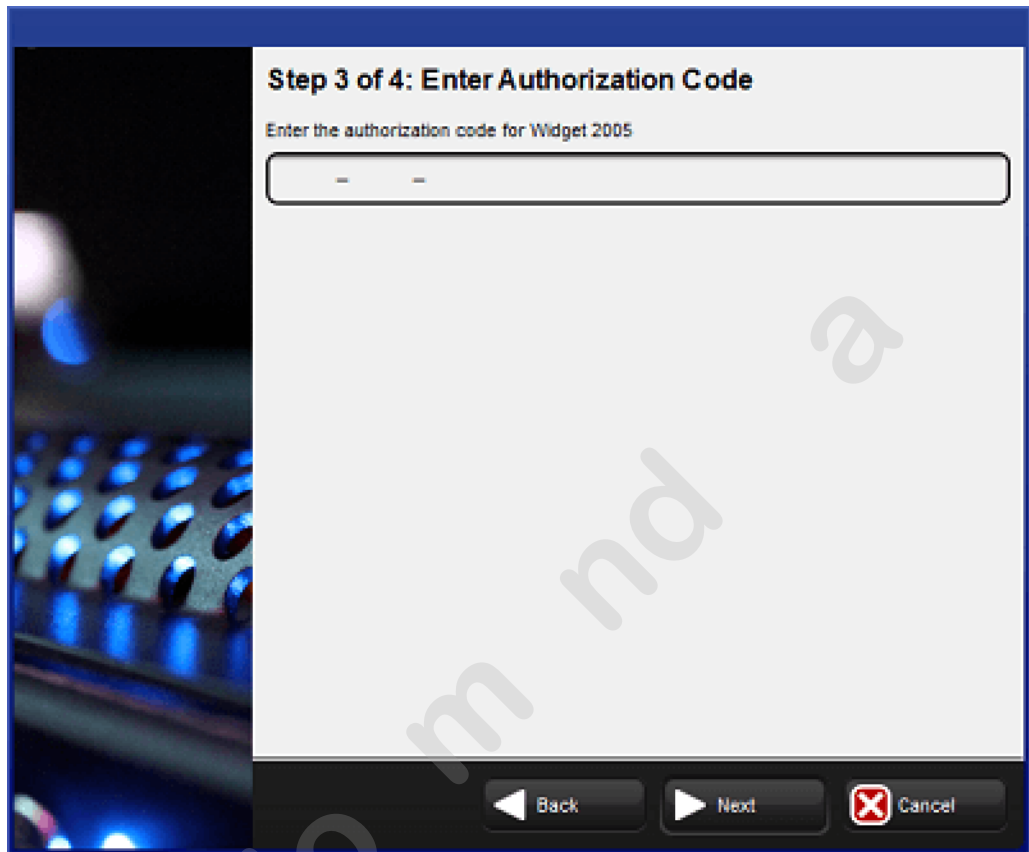 Step 3 of 4: Enter Authorization Code
Enter the authorization code for Widget 2005
– –
Back
Next
Cancel